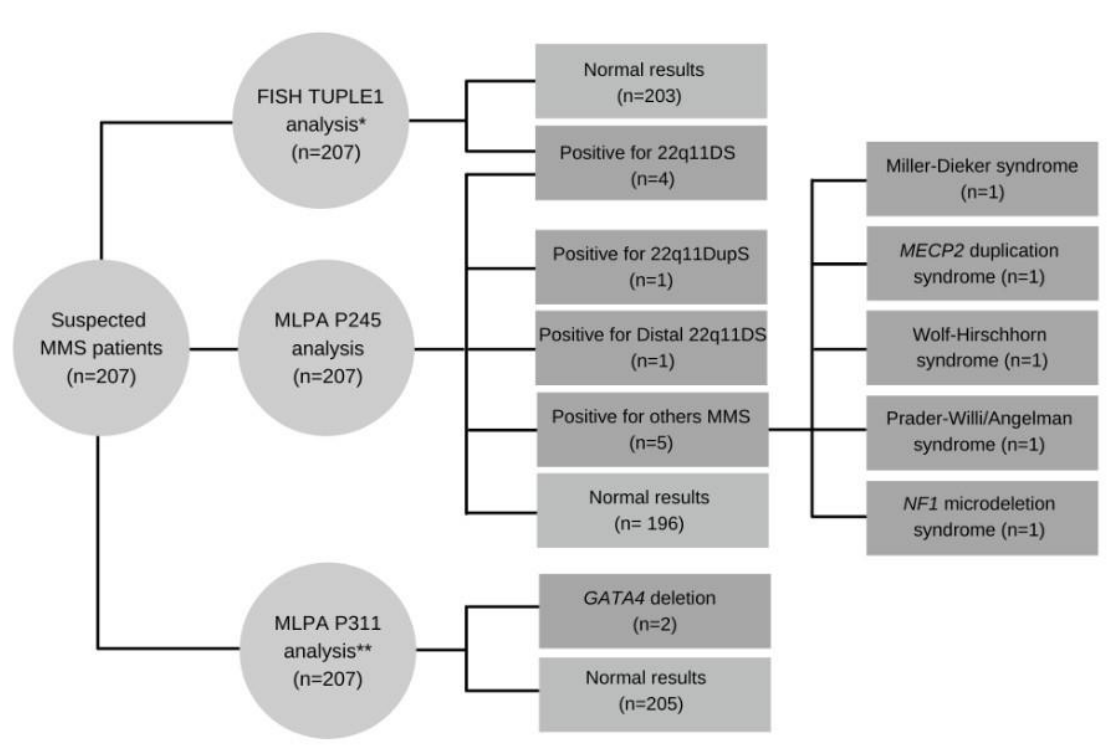 FISH TUPLE1
analysis*
(n=207)
Normal results
(n=203)
Positive for 22q11DS
(n=4)
Suspected
MMS patients
(n=207)
MLPA P245
analysis
(n=207)
Positive for 22q11DupS
(n=1)
Positive for Distal 22q11DS
(n=1)
Positive for others MMS
(n=5)
Normal results
(n= 196)
Miller-Dieker syndrome
(n=1)
MECP2 duplication
syndrome (n=1)
Wolf-Hirschhorn
syndrome (n=1)
Prader-Willi/Angelman
syndrome (n=1)
NF1 microdeletion
syndrome (n=1)
MLPA P311
analysis**
(n=207)
GATA4 deletion
(n=2)
Normal results
(n=205)